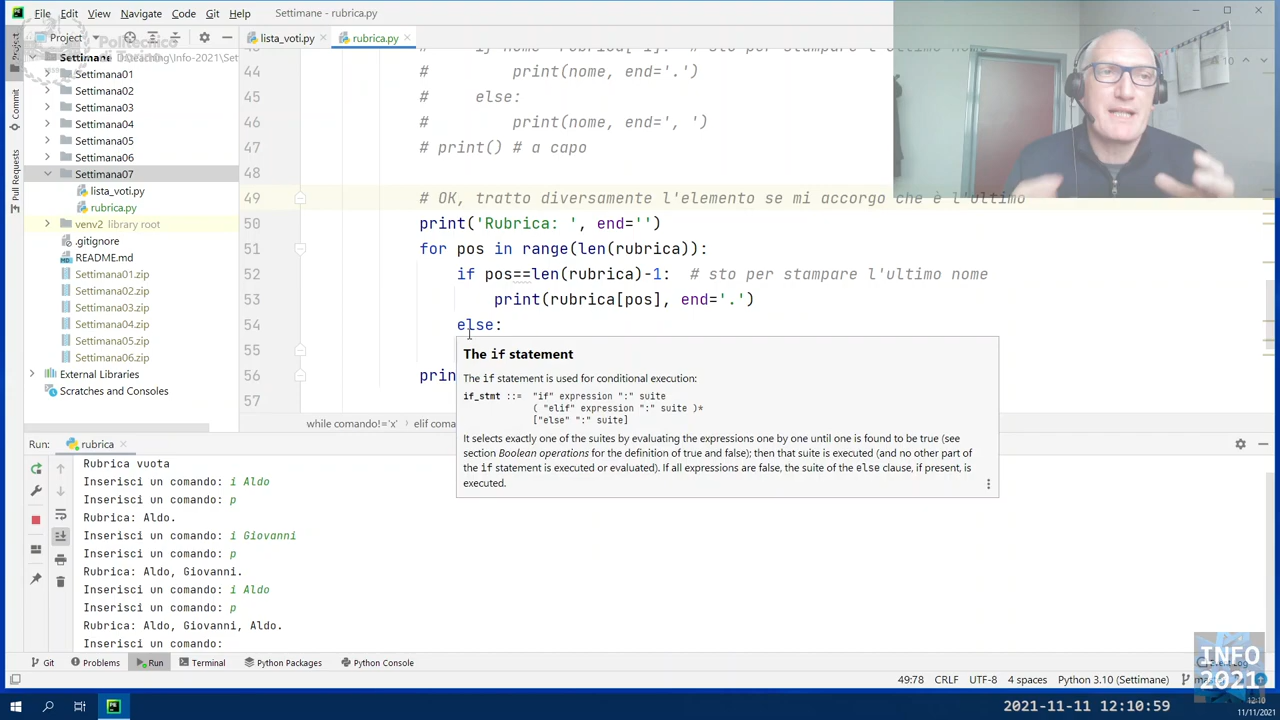 File Edit View Navigate Code Git Help Settimane - rubrica.py
Politecnico
Project
lista_voti.py
rubrica.py
Settimana01
Settimana02
Settimana03
Settimana04
Settimana05
Settimana06
Settimana07
lista_voti.py
rubrica.py
venv2 library root
.gitignore
README.md
Settimana01.zip
Settimana02.zip
Settimana03.zip
Settimana04.zip
Settimana05.zip
Settimana06.zip
External Libraries
Scratches and Consoles
Project
Commit
Pull Requests
44 # print(nome, end='.')
45 # else:
46 # print(nome, end=', ')
47 # print() # a capo
48
49 # OK, tratto diversamente l'elemento se mi accorgo che è l'ultimo
50 print('Rubrica: ', end='')
51 for pos in range(len(rubrica)):
52 if pos==len(rubrica)-1: # sto per stampare l'ultimo nome
53 print(rubrica[pos], end='.')
54 else:
55
56 prin
57
The if statement
The if statement is used for conditional execution:
if_stmt ::= "if" expression ":" suite
( "elif" expression ":" suite )*
["else" ":" suite]
It selects exactly one of the suites by evaluating the expressions one by one until one is found to be true (see
section Boolean operations for the definition of true and false); then that suite is executed (and no other part of
the if statement is executed or evaluated). If all expressions are false, the suite of the else clause, if present, is
executed.
while comando!='x' elif coma
Run: rubrica
Rubrica vuota
Inserisci un comando: i Aldo
Inserisci un comando: p
Rubrica: Aldo.
Inserisci un comando: i Giovanni
Inserisci un comando: p
Rubrica: Aldo, Giovanni.
Inserisci un comando: i Aldo
Inserisci un comando: p
Rubrica: Aldo, Giovanni, Aldo.
Inserisci un comando:
Git Problems Run Terminal Python Packages Python Console
INFO
2021
49:78 CRLF UTF-8 4 spaces Python 3.10 (Settimane)
2021-11-11 12:10:59
12:10
11/11/2021